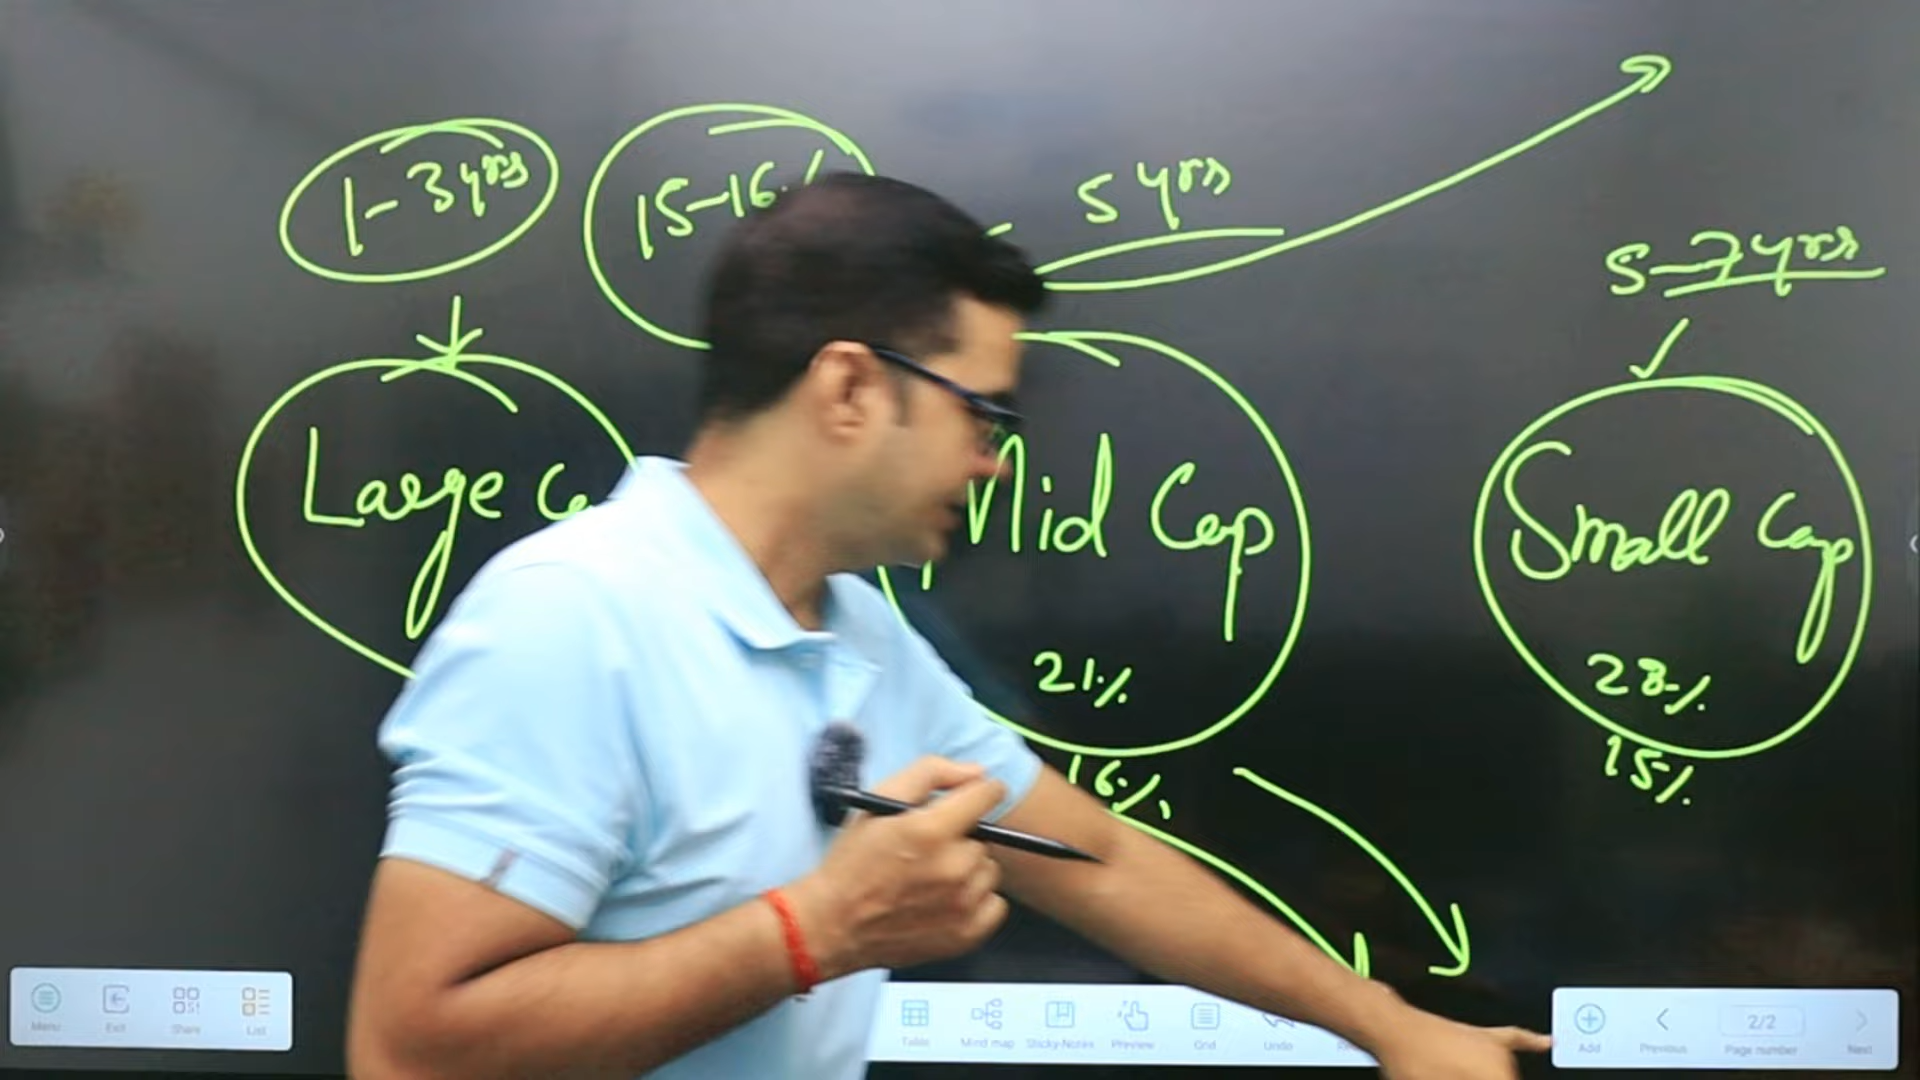 1-3 yrs
15-16%
5 yrs
5-7 yrs
Large Ca
Mid Cap
21%
16%
Small Cap
28%
15%
Menu
Exit
Share
List
Table
Mind map
Sticky-Notes
Preview
Grid
Undo
Add
Previous
2/2
Page number
Next